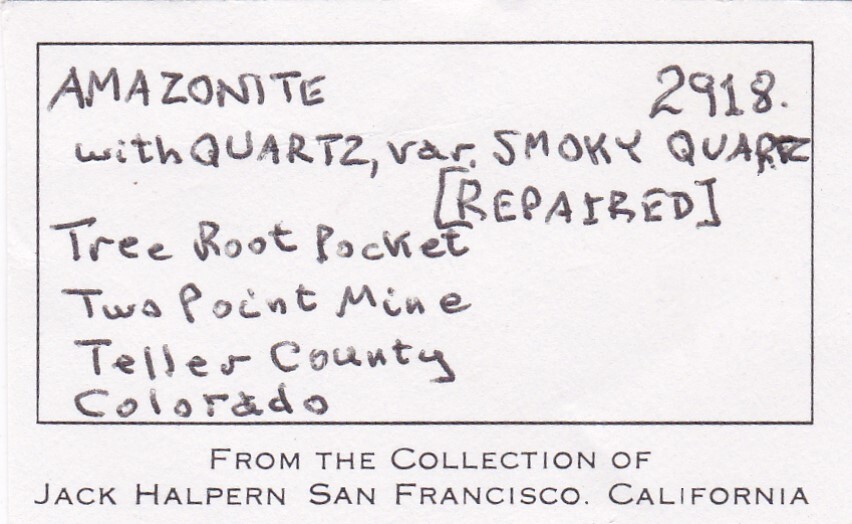 AMAZONITE 2918.
with QUARTZ, var. SMOKY QUARTZ
[REPAIRED]
Tree Root Pocket
Two Point Mine
Teller County
Colorado
FROM THE COLLECTION OF
JACK HALPERN SAN FRANCISCO. CALIFORNIA